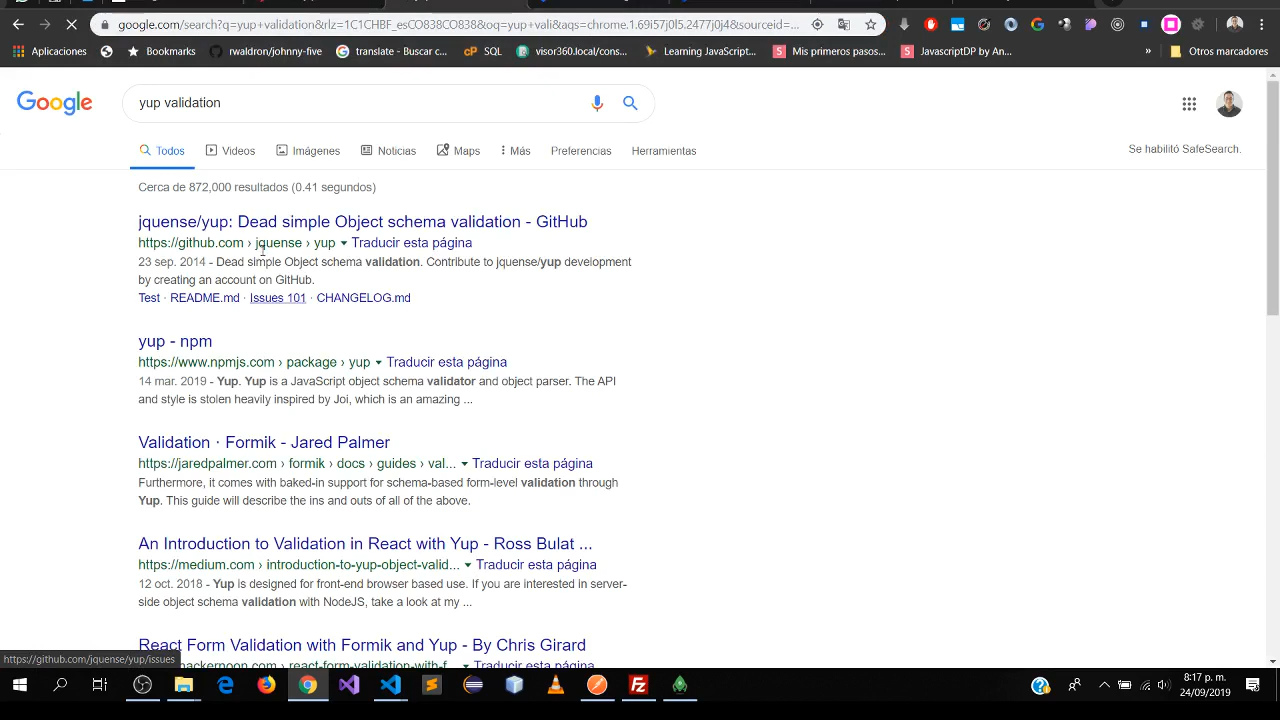 google.com/search?q=yup+validation&rlz=1C1CHBF_esCO838CO838&oq=yup+vali&aqs=chrome.1.69i57j0l5.2477j0j4&sourceid=...
Aplicaciones Bookmarks rwaldron/johnny-five translate - Buscar c... cP SQL visor360.local/cons... Learning JavaScript... S Mis primeros pasos... S JavascriptDP by An... » Otros marcadores
Google yup validation
Todos Videos Imágenes Noticias Maps Más Preferencias Herramientas Se habilitó SafeSearch.
Cerca de 872,000 resultados (0.41 segundos)
jquense/yup: Dead simple Object schema validation - GitHub
https://github.com › jquense › yup Traducir esta página
23 sep. 2014 - Dead simple Object schema validation. Contribute to jquense/yup development
by creating an account on GitHub.
Test · README.md · Issues 101 · CHANGELOG.md
yup - npm
https://www.npmjs.com › package › yup Traducir esta página
14 mar. 2019 - Yup. Yup is a JavaScript object schema validator and object parser. The API
and style is stolen heavily inspired by Joi, which is an amazing ...
Validation · Formik - Jared Palmer
https://jaredpalmer.com › formik › docs › guides › val... Traducir esta página
Furthermore, it comes with baked-in support for schema-based form-level validation through
Yup. This guide will describe the ins and outs of all of the above.
An Introduction to Validation in React with Yup - Ross Bulat ...
https://medium.com › introduction-to-yup-object-valid... Traducir esta página
12 oct. 2018 - Yup is designed for front-end browser based use. If you are interested in server-
side object schema validation with NodeJS, take a look at my ...
React Form Validation with Formik and Yup - By Chris Girard
ackernoon.com › react-form-validation-with-f... Traducir esta página
https://github.com/jquense/yup/issues
8:17 p. m.
24/09/2019